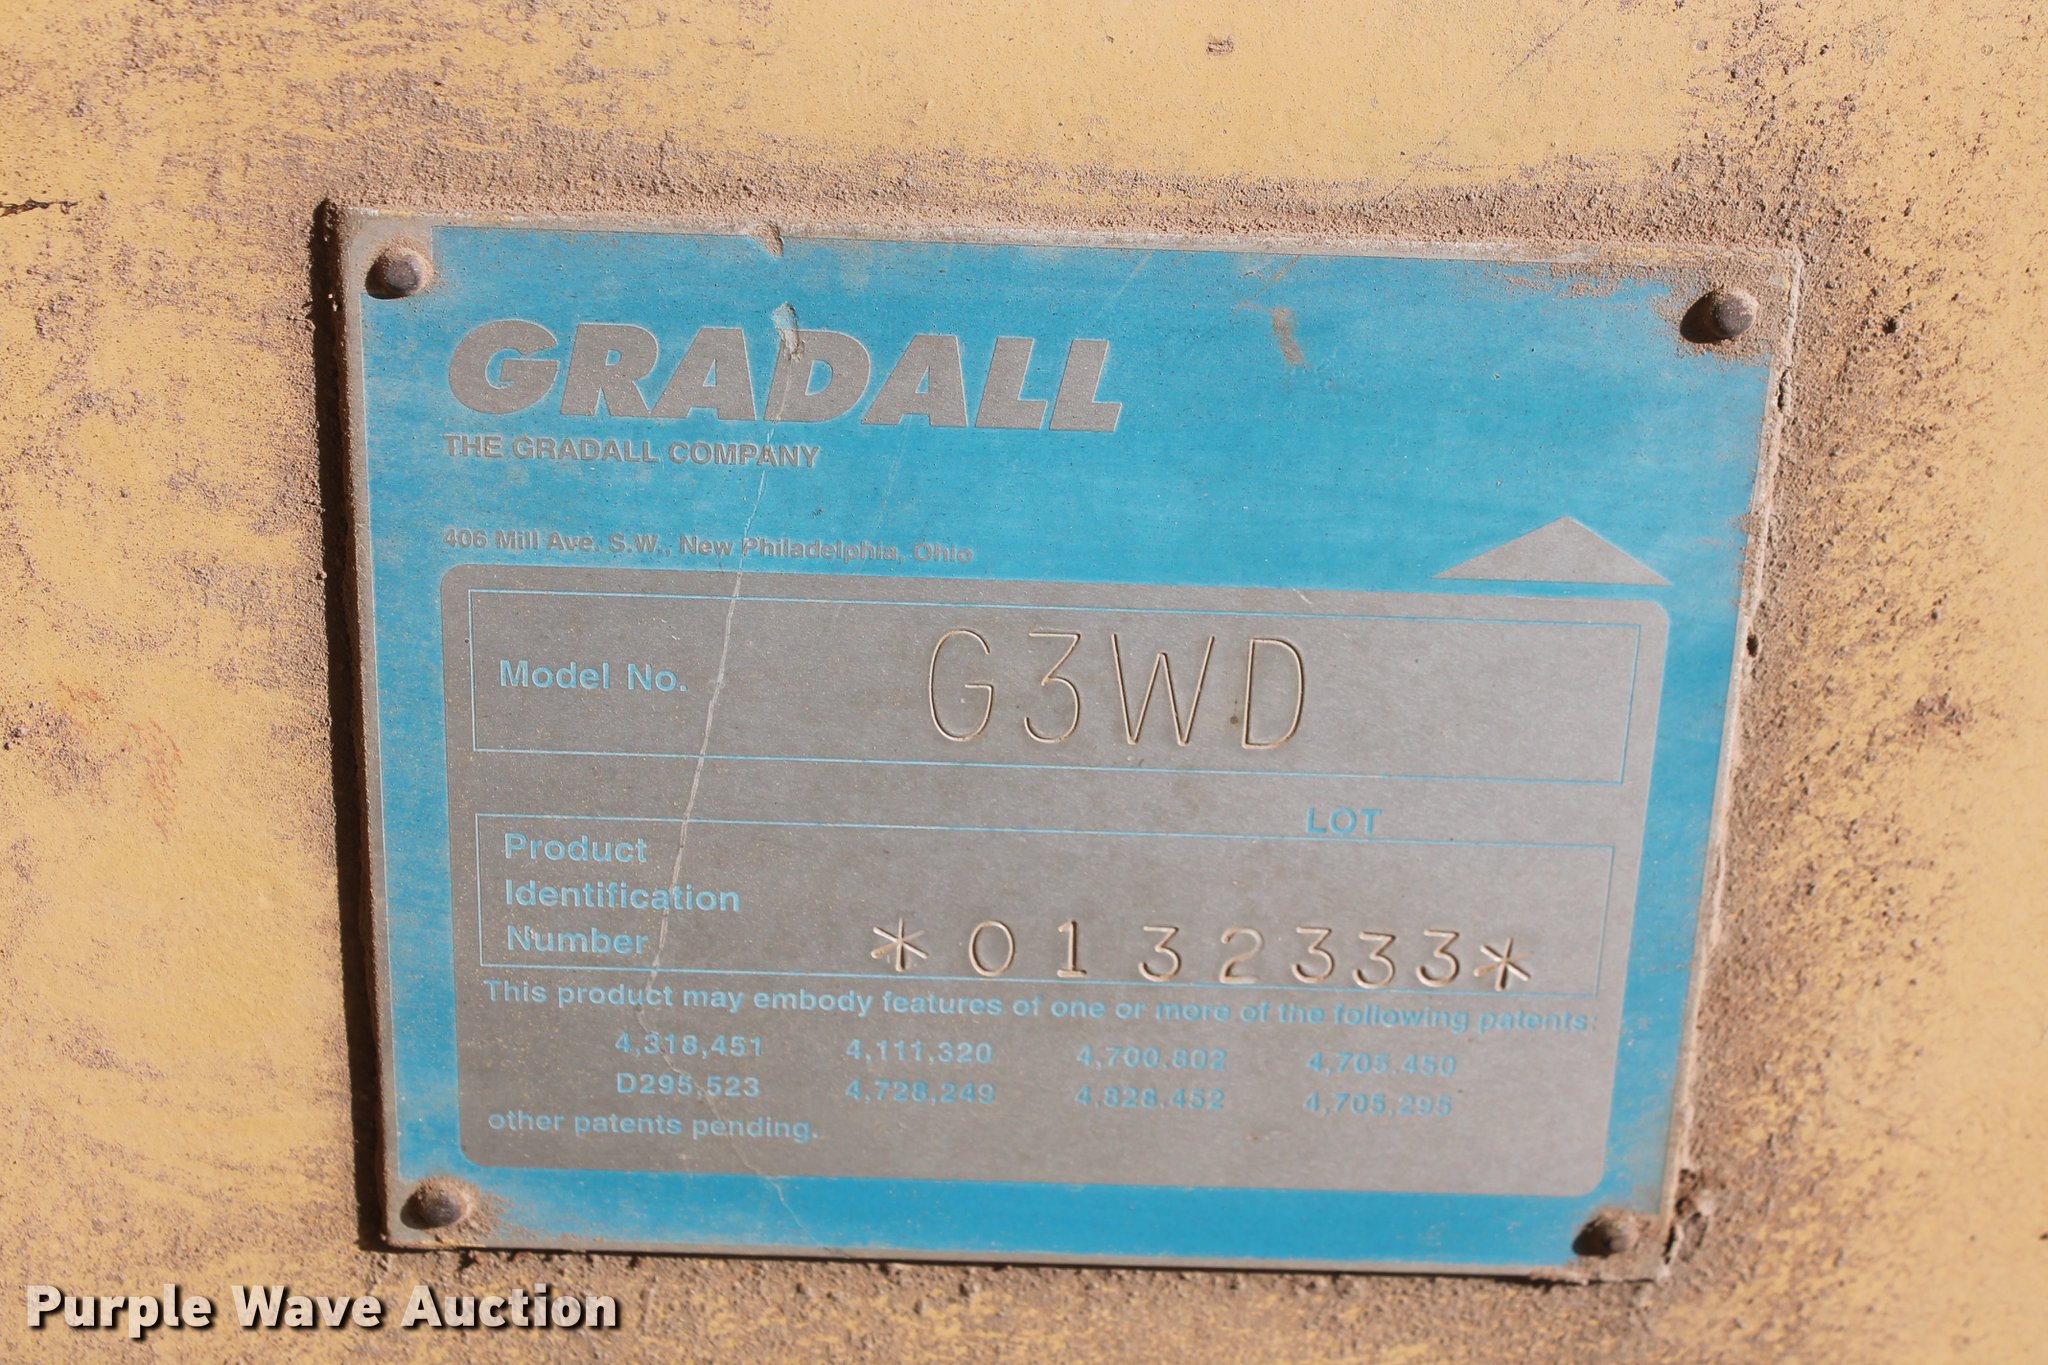 GRADALL
THE GRADALL COMPANY
406 Mill Ave. S.W., New Philadelphia, Ohio
Model No. G3WD
LOT
Product
Identification
Number *0132333*
This product may embody features of one or more of the following patents:
4,318,451 4,111,320 4,700,802 4,705,450
D295,523 4,728,249 4,828,452 4,705,295
other patents pending.
Purple Wave Auction